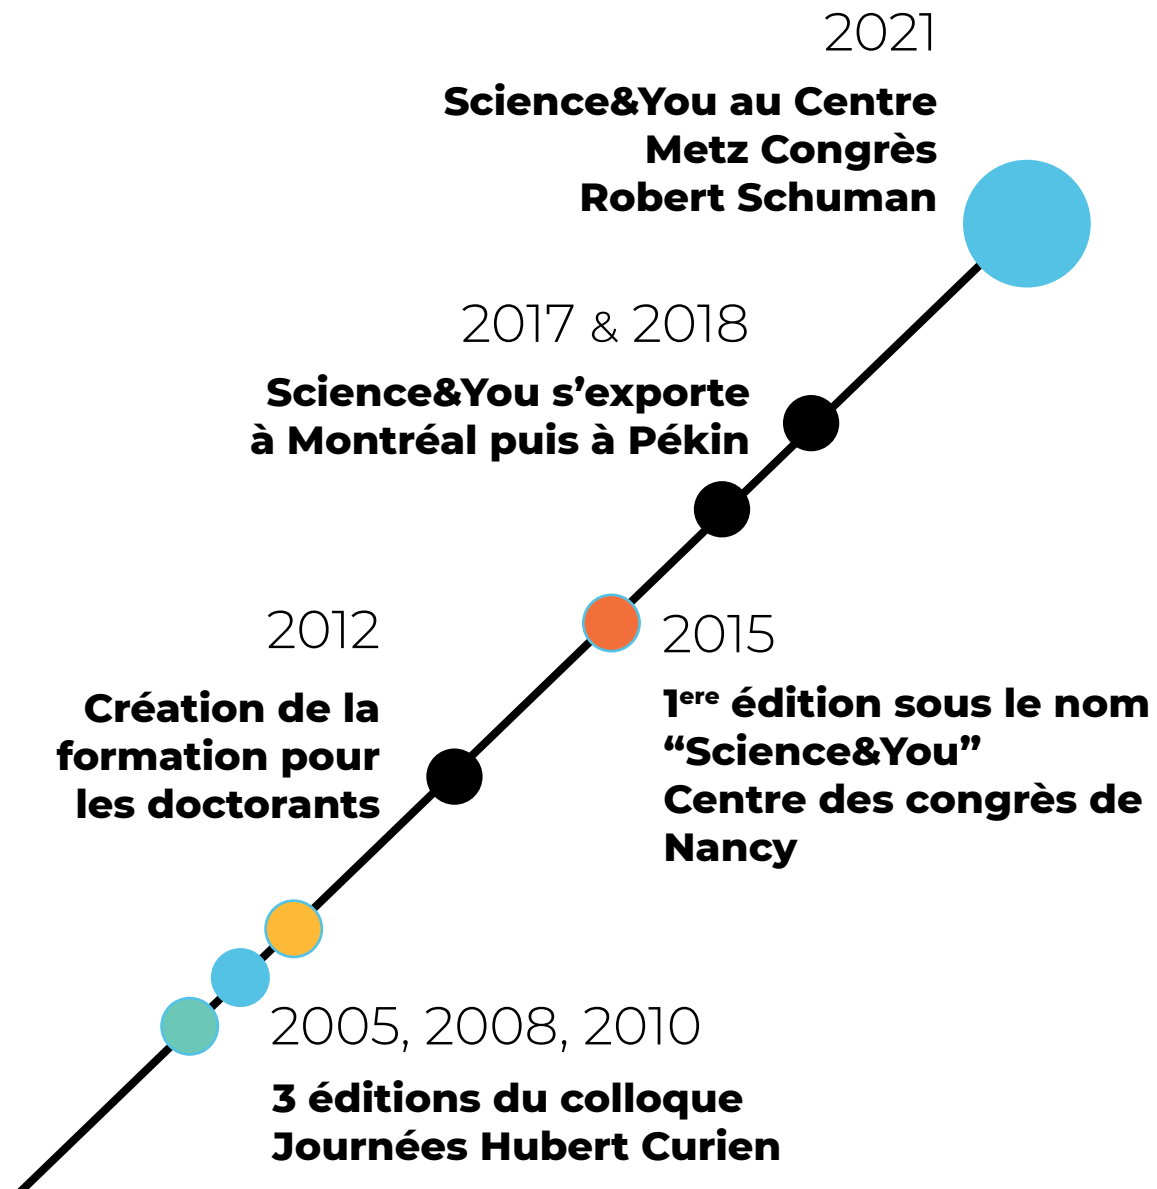 2021
Science&You au Centre
Metz Congrès
Robert Schuman
2017 & 2018
Science&You s’exporte
à Montréal puis à Pékin
2012
Création de la
formation pour
les doctorants
2015
1ere édition sous le nom
“Science&You”
Centre des congrès de
Nancy
2005, 2008, 2010
3 éditions du colloque
Journées Hubert Curien